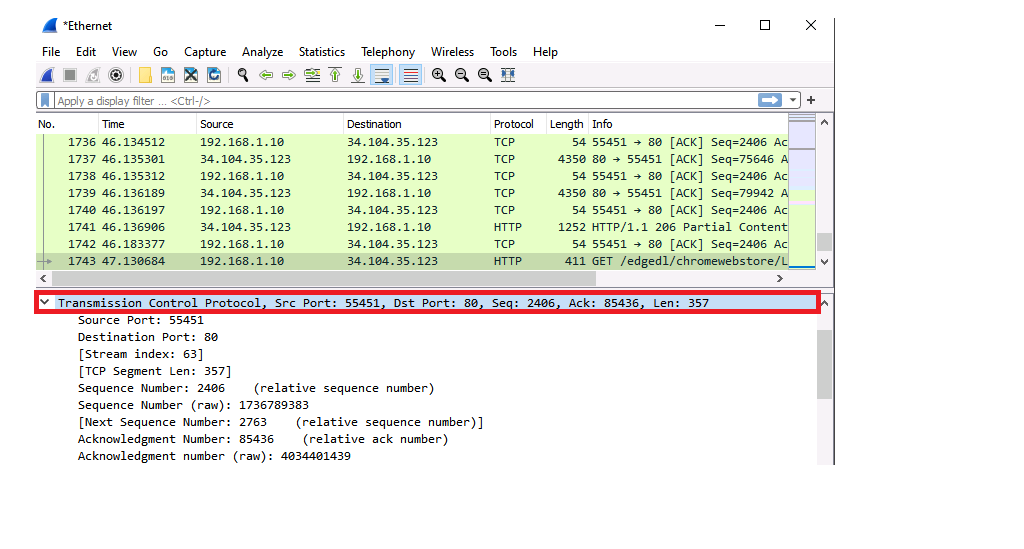 *Ethernet
File Edit View Go Capture Analyze Statistics Telephony Wireless Tools Help
Apply a display filter ... <Ctrl-/>
No. Time Source Destination Protocol Length Info
1736 46.134512 192.168.1.10 34.104.35.123 TCP 54 55451 → 80 [ACK] Seq=2406 Ac
1737 46.135301 34.104.35.123 192.168.1.10 TCP 4350 80 → 55451 [ACK] Seq=75646 A
1738 46.135312 192.168.1.10 34.104.35.123 TCP 54 55451 → 80 [ACK] Seq=2406 Ac
1739 46.136189 34.104.35.123 192.168.1.10 TCP 4350 80 → 55451 [ACK] Seq=79942 A
1740 46.136197 192.168.1.10 34.104.35.123 TCP 54 55451 → 80 [ACK] Seq=2406 Ac
1741 46.136906 34.104.35.123 192.168.1.10 HTTP 1252 HTTP/1.1 206 Partial Content
1742 46.183377 192.168.1.10 34.104.35.123 TCP 54 55451 → 80 [ACK] Seq=2406 Ac
1743 47.130684 192.168.1.10 34.104.35.123 HTTP 411 GET /edgedl/chromewebstore/L
Transmission Control Protocol, Src Port: 55451, Dst Port: 80, Seq: 2406, Ack: 85436, Len: 357
Source Port: 55451
Destination Port: 80
[Stream index: 63]
[TCP Segment Len: 357]
Sequence Number: 2406 (relative sequence number)
Sequence Number (raw): 1736789383
[Next Sequence Number: 2763 (relative sequence number)]
Acknowledgment Number: 85436 (relative ack number)
Acknowledgment number (raw): 4034401439